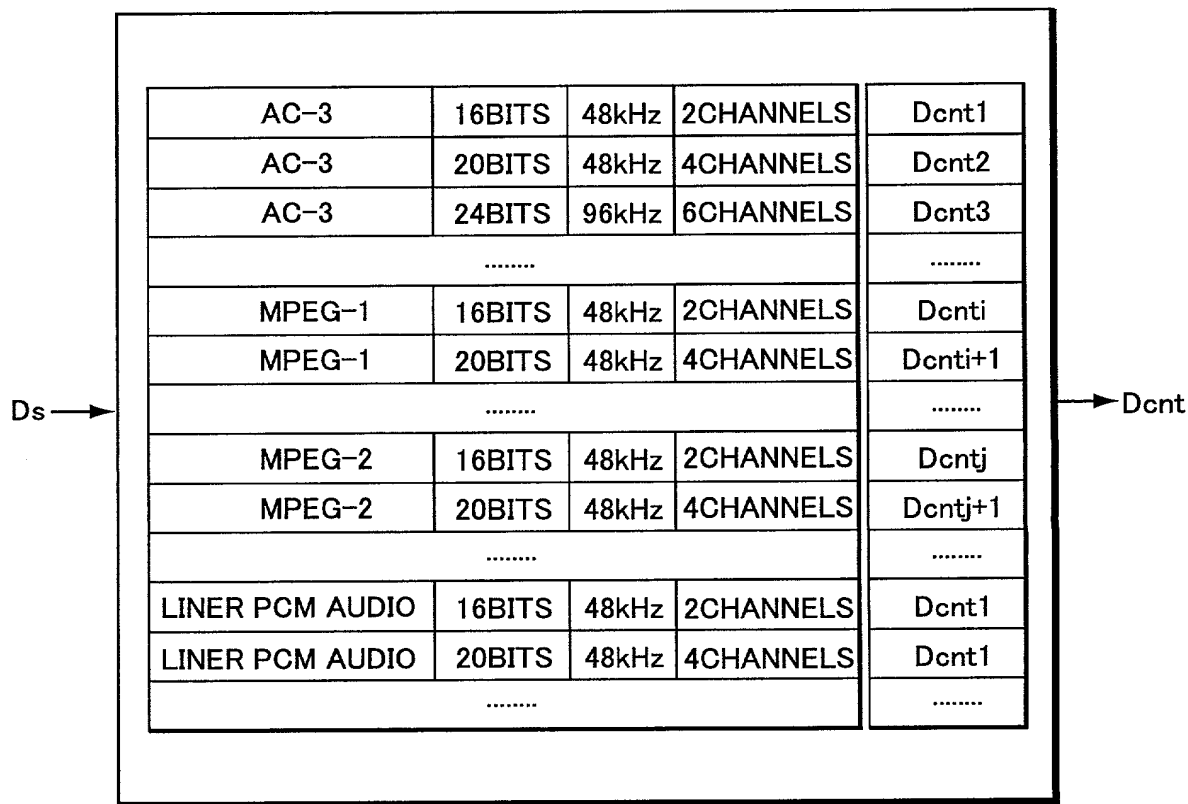 AC-3 16BITS 48kHz 2CHANNELS Dcnt1
AC-3 20BITS 48kHz 4CHANNELS Dcnt2
AC-3 24BITS 96kHz 6CHANNELS Dcnt3
........ ........
MPEG-1 16BITS 48kHz 2CHANNELS Dcnti
MPEG-1 20BITS 48kHz 4CHANNELS Dcnti+1
Ds ........ ........ Dcnt
MPEG-2 16BITS 48kHz 2CHANNELS Dcntj
MPEG-2 20BITS 48kHz 4CHANNELS Dcntj+1
........ ........
LINER PCM AUDIO 16BITS 48kHz 2CHANNELS Dcnt1
LINER PCM AUDIO 20BITS 48kHz 4CHANNELS Dcnt1
........ ........